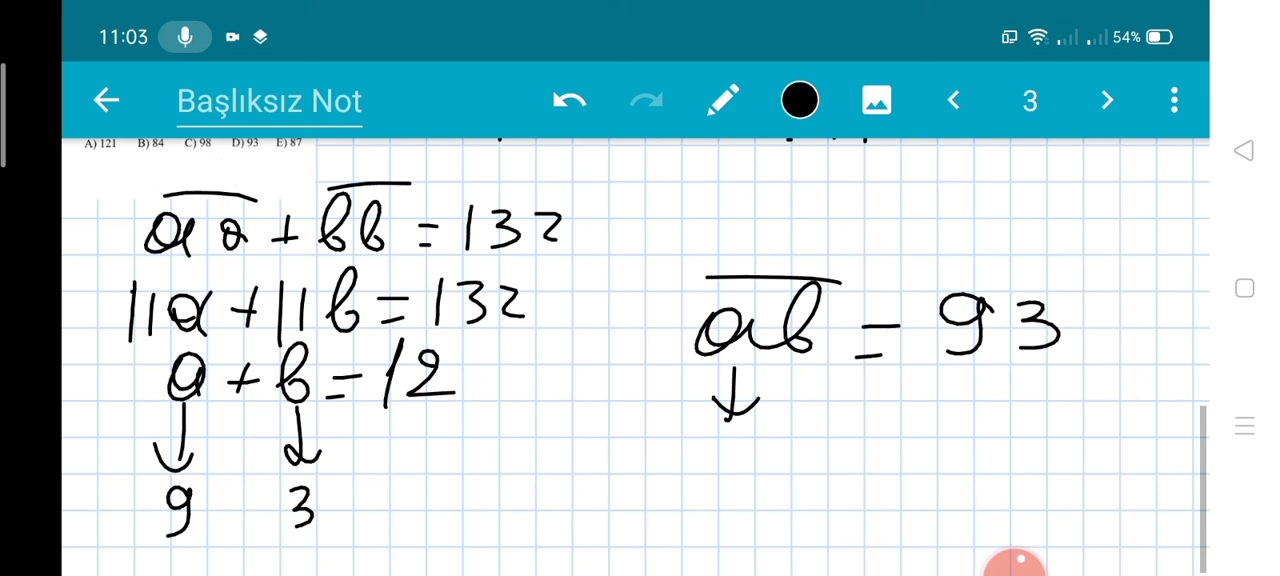 11:03 54%
Başlıksız Not 3
A) 121 B) 84 C) 98 D) 93 E) 87
aa + bb = 132
11a + 11b = 132
a + b = 12
9 3
ab = 93